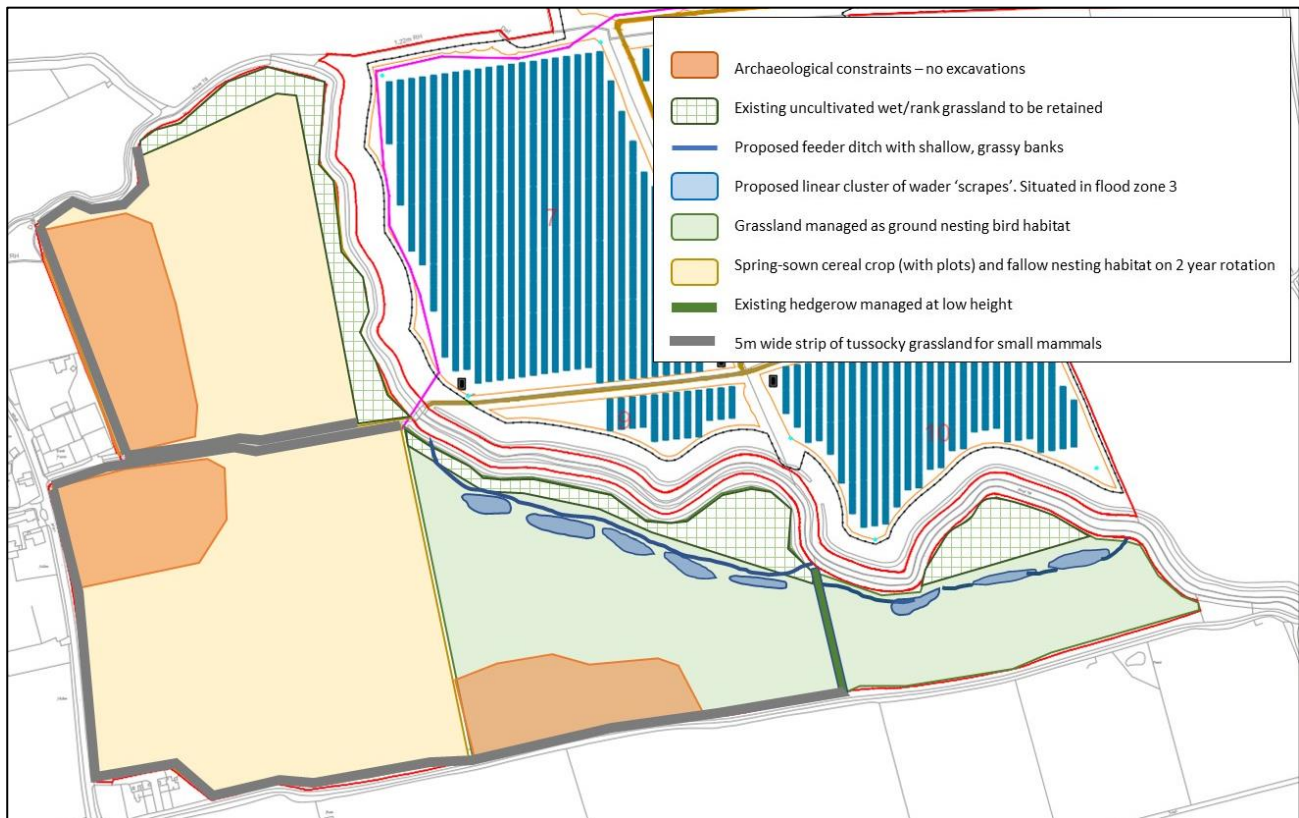 1.22m RH
Archaeological constraints – no excavations
Existing uncultivated wet/rank grassland to be retained
Proposed feeder ditch with shallow, grassy banks
Proposed linear cluster of wader ‘scrapes’. Situated in flood zone 3
Grassland managed as ground nesting bird habitat
Spring-sown cereal crop (with plots) and fallow nesting habitat on 2 year rotation
Existing hedgerow managed at low height
5m wide strip of tussocky grassland for small mammals
7
9
10